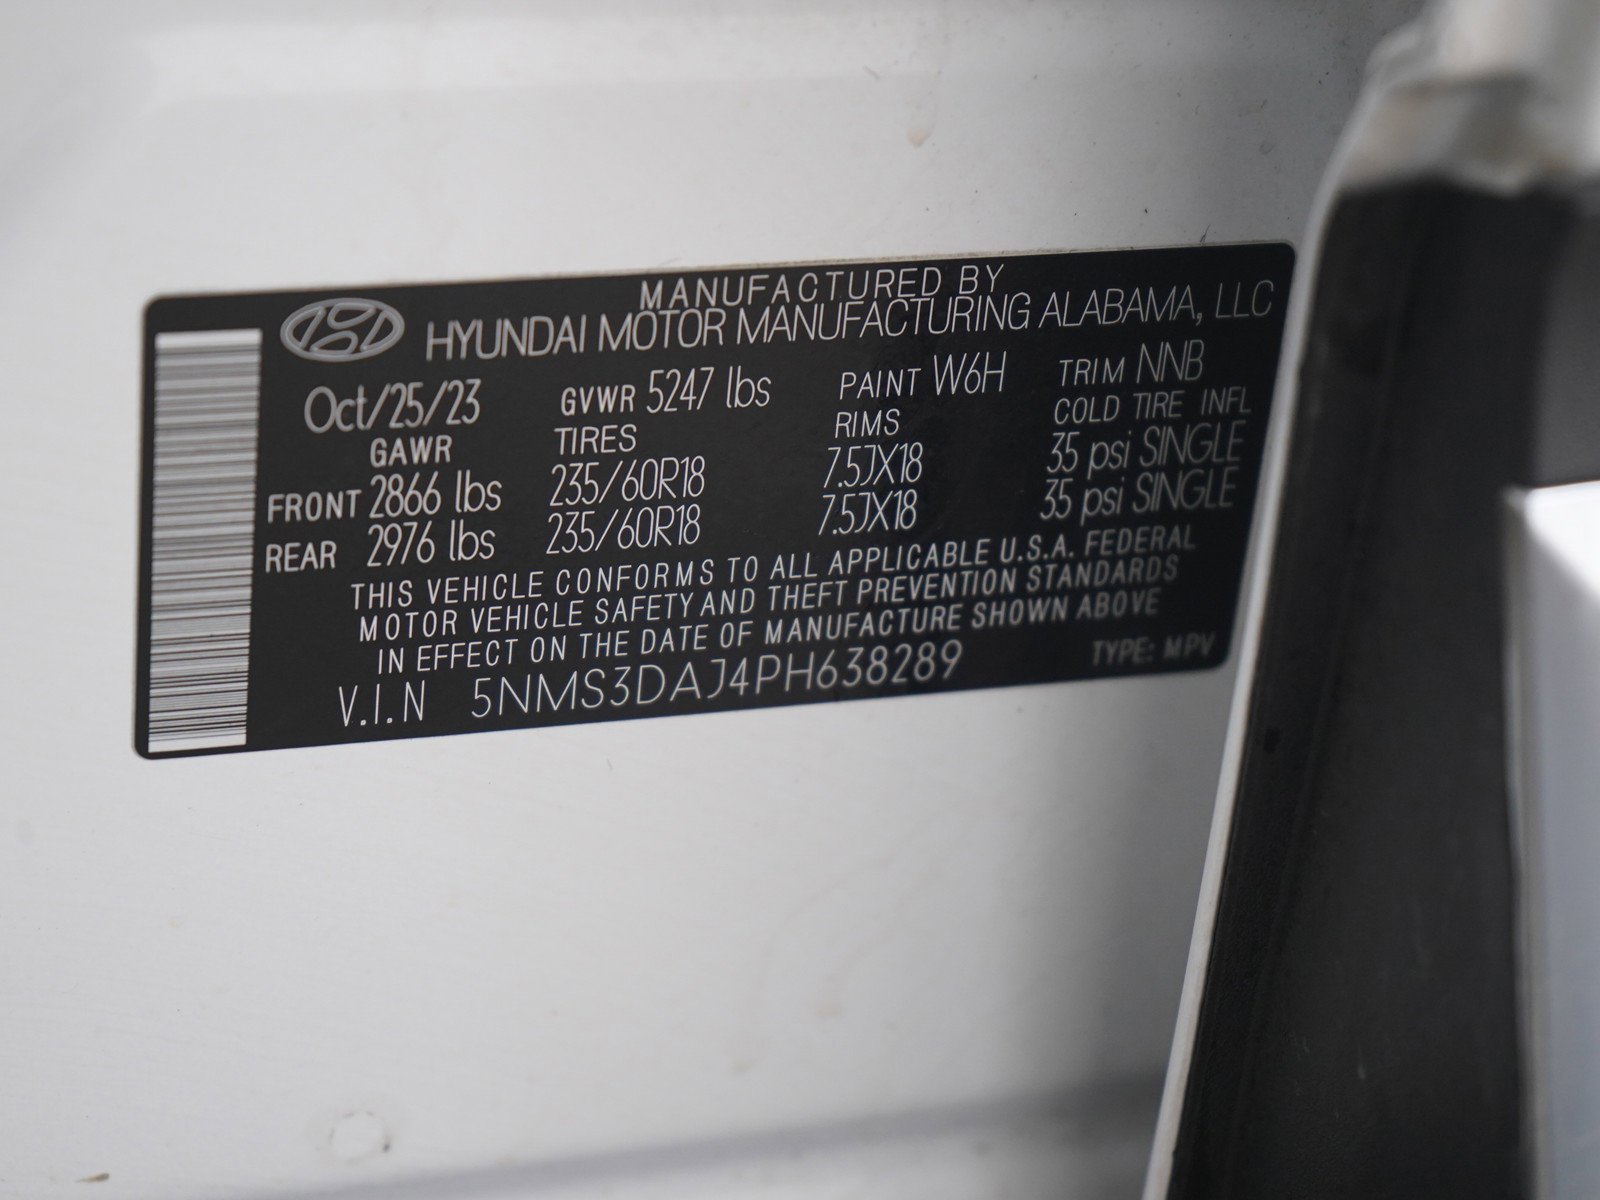 MANUFACTURED BY
HYUNDAI MOTOR MANUFACTURING ALABAMA, LLC
Oct/25/23 GVWR 5247 lbs PAINT W6H TRIM NNB
GAWR TIRES RIMS COLD TIRE INFL
FRONT 2866 lbs 235/60R18 7.5JX18 35 psi SINGLE
REAR 2976 lbs 235/60R18 7.5JX18 35 psi SINGLE
THIS VEHICLE CONFORMS TO ALL APPLICABLE U.S.A. FEDERAL
MOTOR VEHICLE SAFETY AND THEFT PREVENTION STANDARDS
IN EFFECT ON THE DATE OF MANUFACTURE SHOWN ABOVE
V.I.N 5NMS3DAJ4PH638289 TYPE: MPV